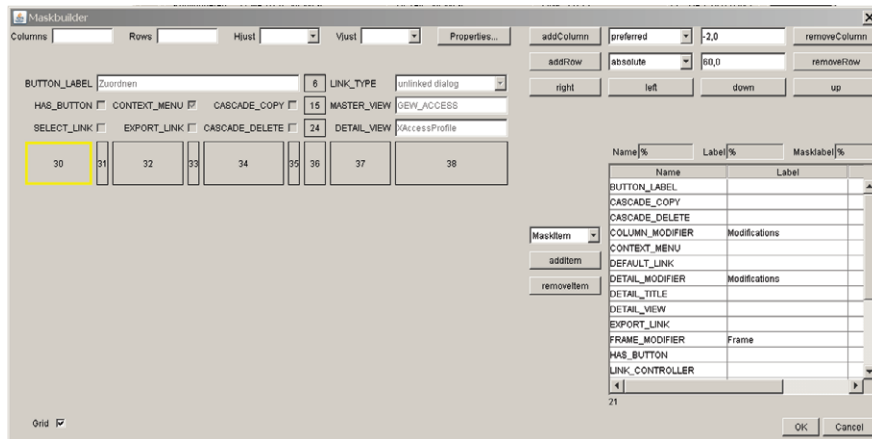 Maskbuilder
Columns Rows Hjust Vjust Properties... addColumn preferred -2,0 removeColumn
addRow absolute 60,0 removeRow
BUTTON_LABEL Zuordnen 6 LINK_TYPE unlinked dialog right left down up
HAS_BUTTON CONTEXT_MENU CASCADE_COPY 15 MASTER_VIEW GEW_ACCESS
SELECT_LINK EXPORT_LINK CASCADE_DELETE 24 DETAIL_VIEW XAccessProfile
30 31 32 33 34 35 36 37 38
Name % Label % Masklabel %
Name Label
BUTTON_LABEL
CASCADE_COPY
CASCADE_DELETE
MaskItem COLUMN_MODIFIER Modifications
CONTEXT_MENU
addItem DEFAULT_LINK
DETAIL_MODIFIER Modifications
removeItem DETAIL_TITLE
DETAIL_VIEW
EXPORT_LINK
FRAME_MODIFIER Frame
HAS_BUTTON
LINK_CONTROLLER
21
Grid OK Cancel